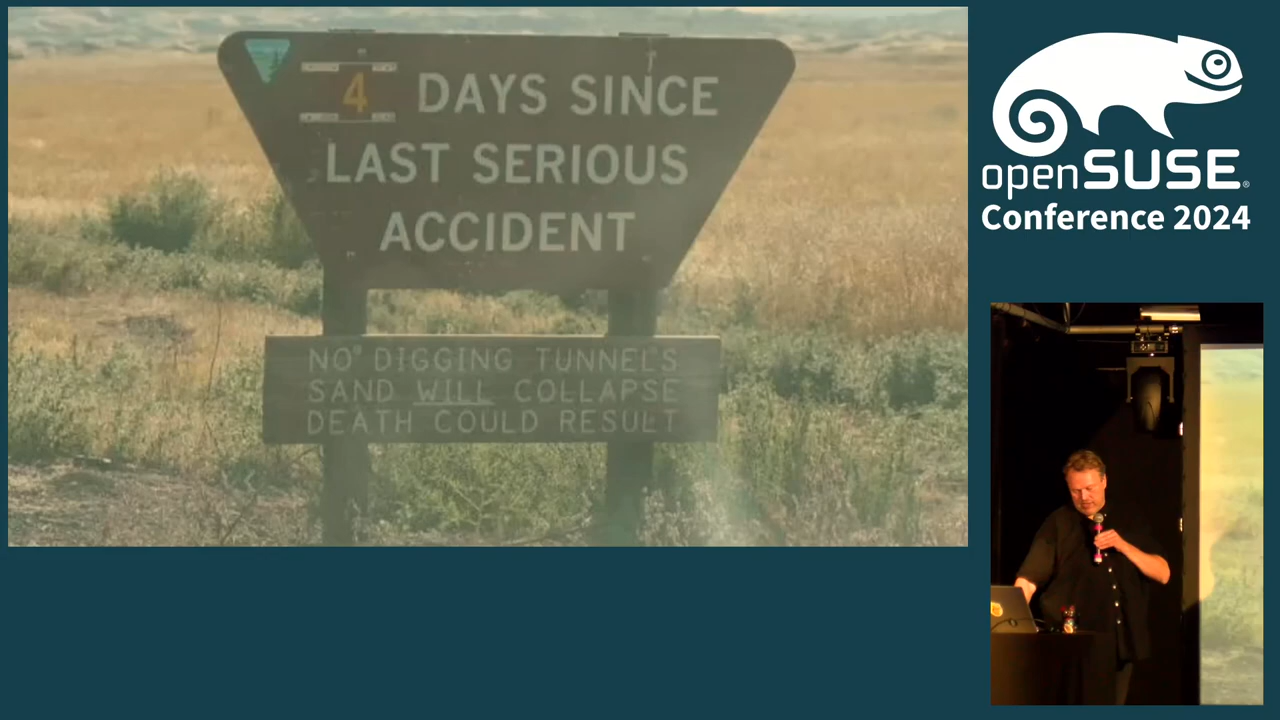 4 DAYS SINCE
LAST SERIOUS
ACCIDENT
NO DIGGING TUNNELS
SAND WILL COLLAPSE
DEATH COULD RESULT
openSUSE®
Conference 2024